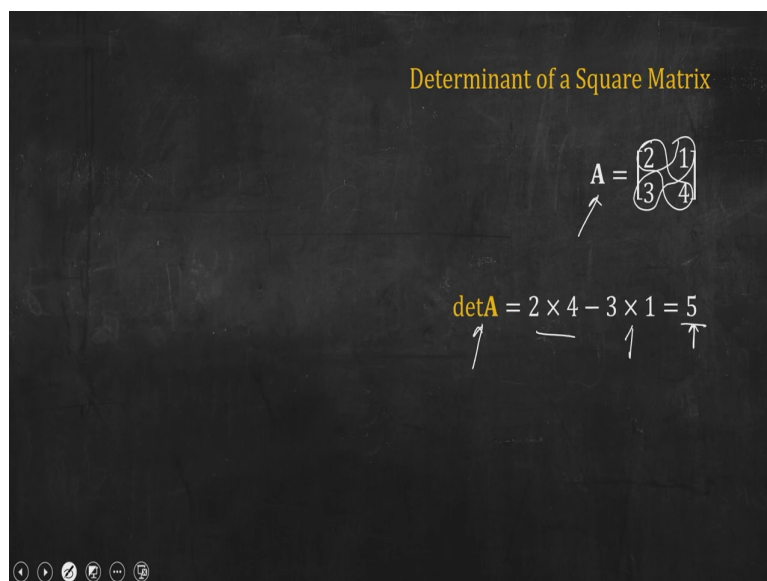 Determinant of a Square Matrix
A = [2 1
3 4]
detA = 2 × 4 − 3 × 1 = 5